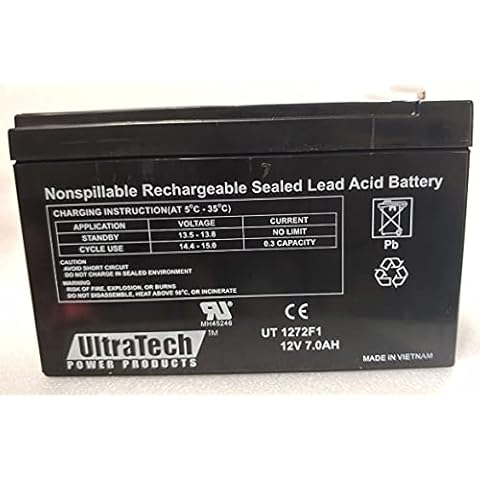 Nonspillable Rechargeable Sealed Lead Acid Battery
CHARGING INSTRUCTION(AT 5°C - 35°C)
APPLICATION VOLTAGE CURRENT
STANDBY 13.5 - 13.8 NO LIMIT
CYCLE USE 14.4 - 15.0 0.3 CAPACITY
CAUTION
AVOID SHORT CIRCUIT
DO NOT CHARGE IN SEALED ENVIRONMENT
WARNING
RISK OF FIRE, EXPLOSION, OR BURNS
DO NOT DISASSEMBLE, HEAT ABOVE 50°C, OR INCINERATE
Pb
MH45246
CE
UltraTech TM
POWER PRODUCTS
UT 1272F1
12V 7.0AH
MADE IN VIETNAM